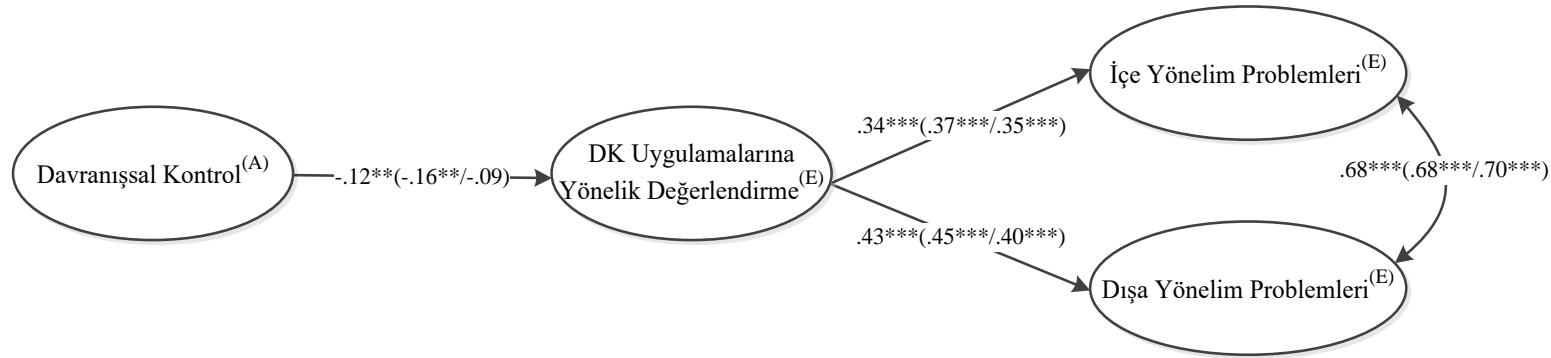 Davranışsal Kontrol(A)
-.12**(-.16**/-.09)
DK Uygulamalarına
Yönelik Değerlendirme(E)
.34***(.37***/.35***)
.43***(.45***/.40***)
İçe Yönelim Problemleri(E)
.68***(.68***/.70***)
Dışa Yönelim Problemleri(E)